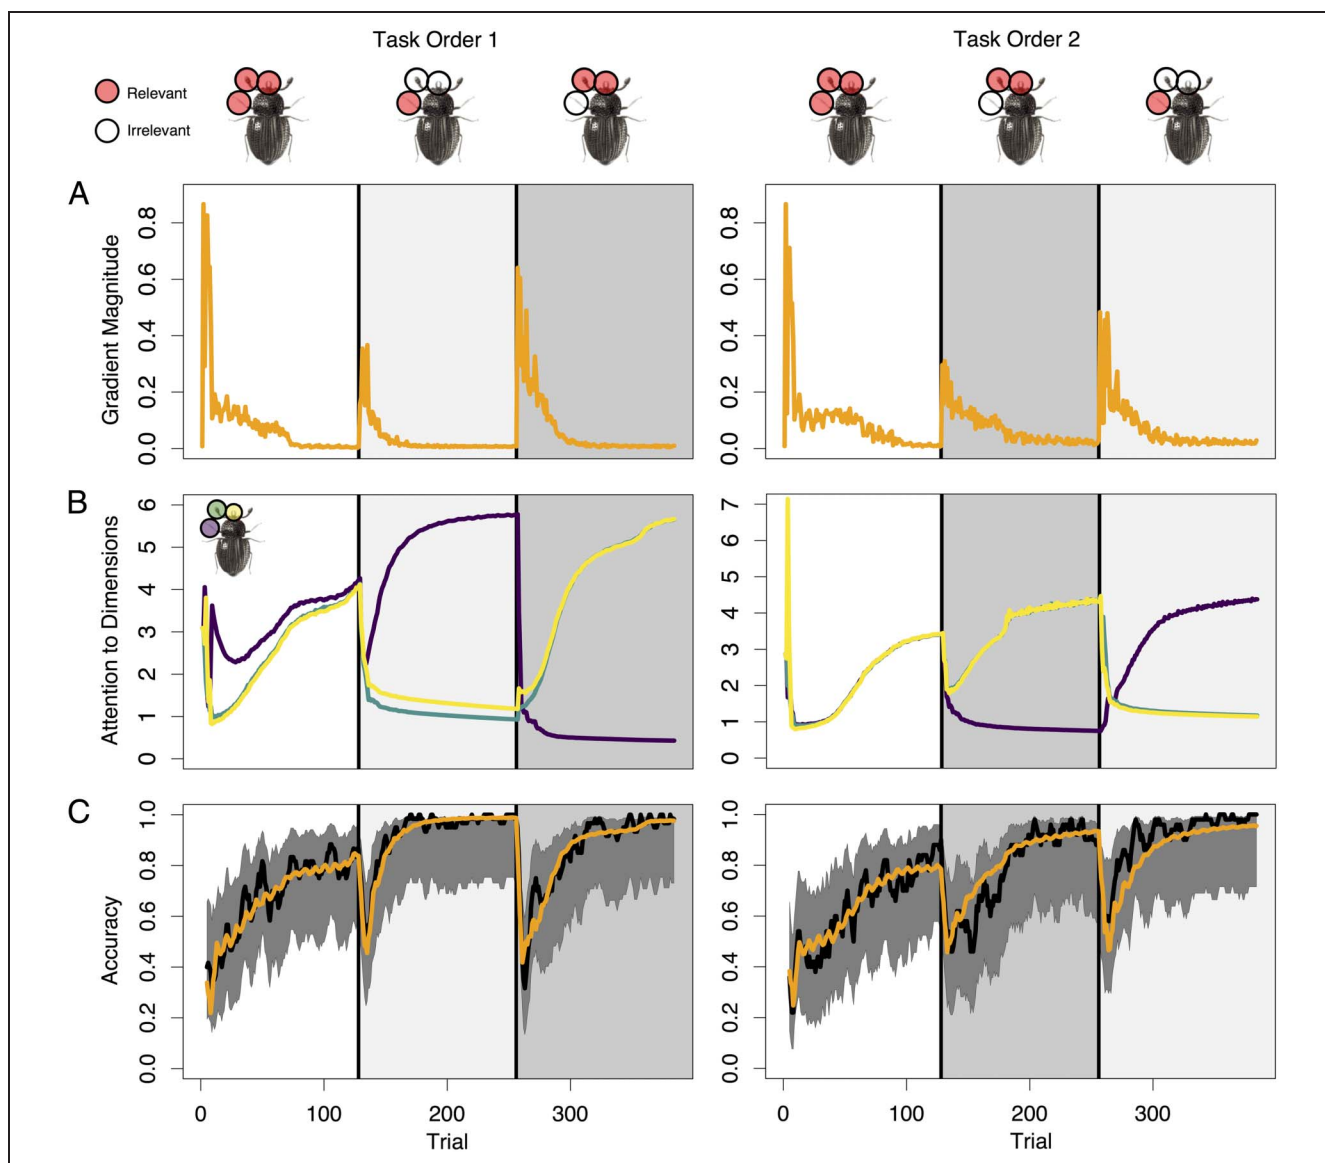 Task Order 1
Task Order 2
Relevant
Irrelevant
A
Gradient Magnitude
0.8
0.6
0.4
0.2
0.0
0.8
0.6
0.4
0.2
0.0
B
Attention to Dimensions
6
5
4
3
2
1
0
7
6
5
4
3
2
1
0
C
Accuracy
1.0
0.8
0.6
0.4
0.2
0.0
1.0
0.8
0.6
0.4
0.2
0.0
0 100 200 300
0 100 200 300
Trial
Trial